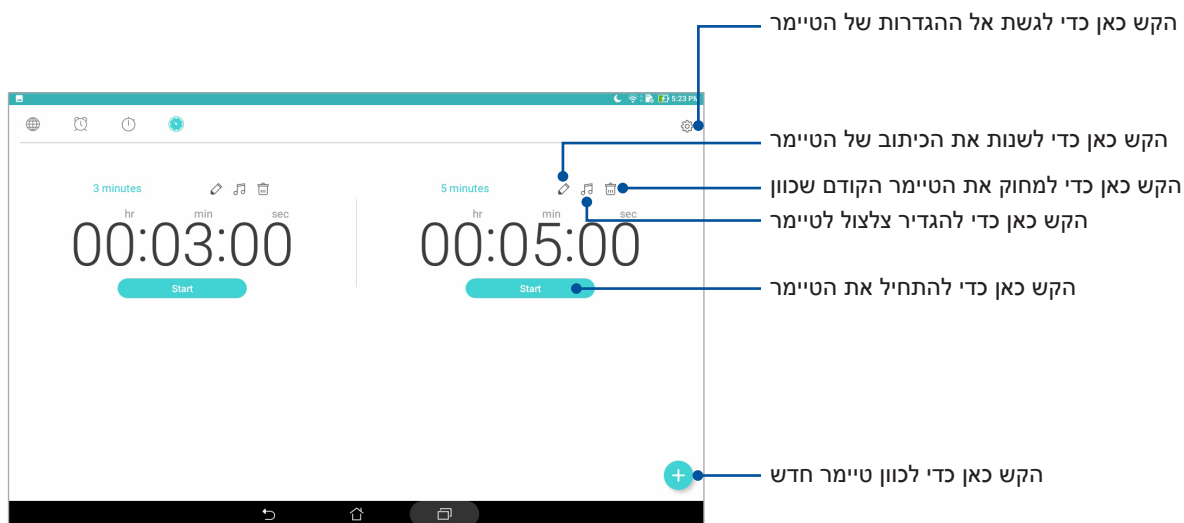 הקש כאן כדי לגשת אל ההגדרות של הטיימר
5:23 PM
הקש כאן כדי לשנות את הכיתוב של הטיימר
3 minutes
5 minutes
הקש כאן כדי למחוק את הטיימר הקודם שכוון
הקש כאן כדי להגדיר צלצול לטיימר
hr min sec
00:03:00
hr min sec
00:05:00
Start
Start
הקש כאן כדי להתחיל את הטיימר
הקש כאן כדי לכוון טיימר חדש